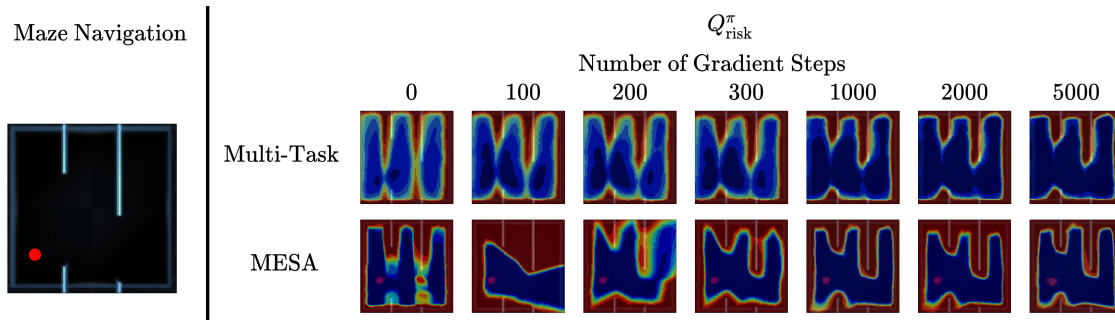 Maze Navigation
Q^π_risk
Number of Gradient Steps
0 100 200 300 1000 2000 5000
Multi-Task
MESA